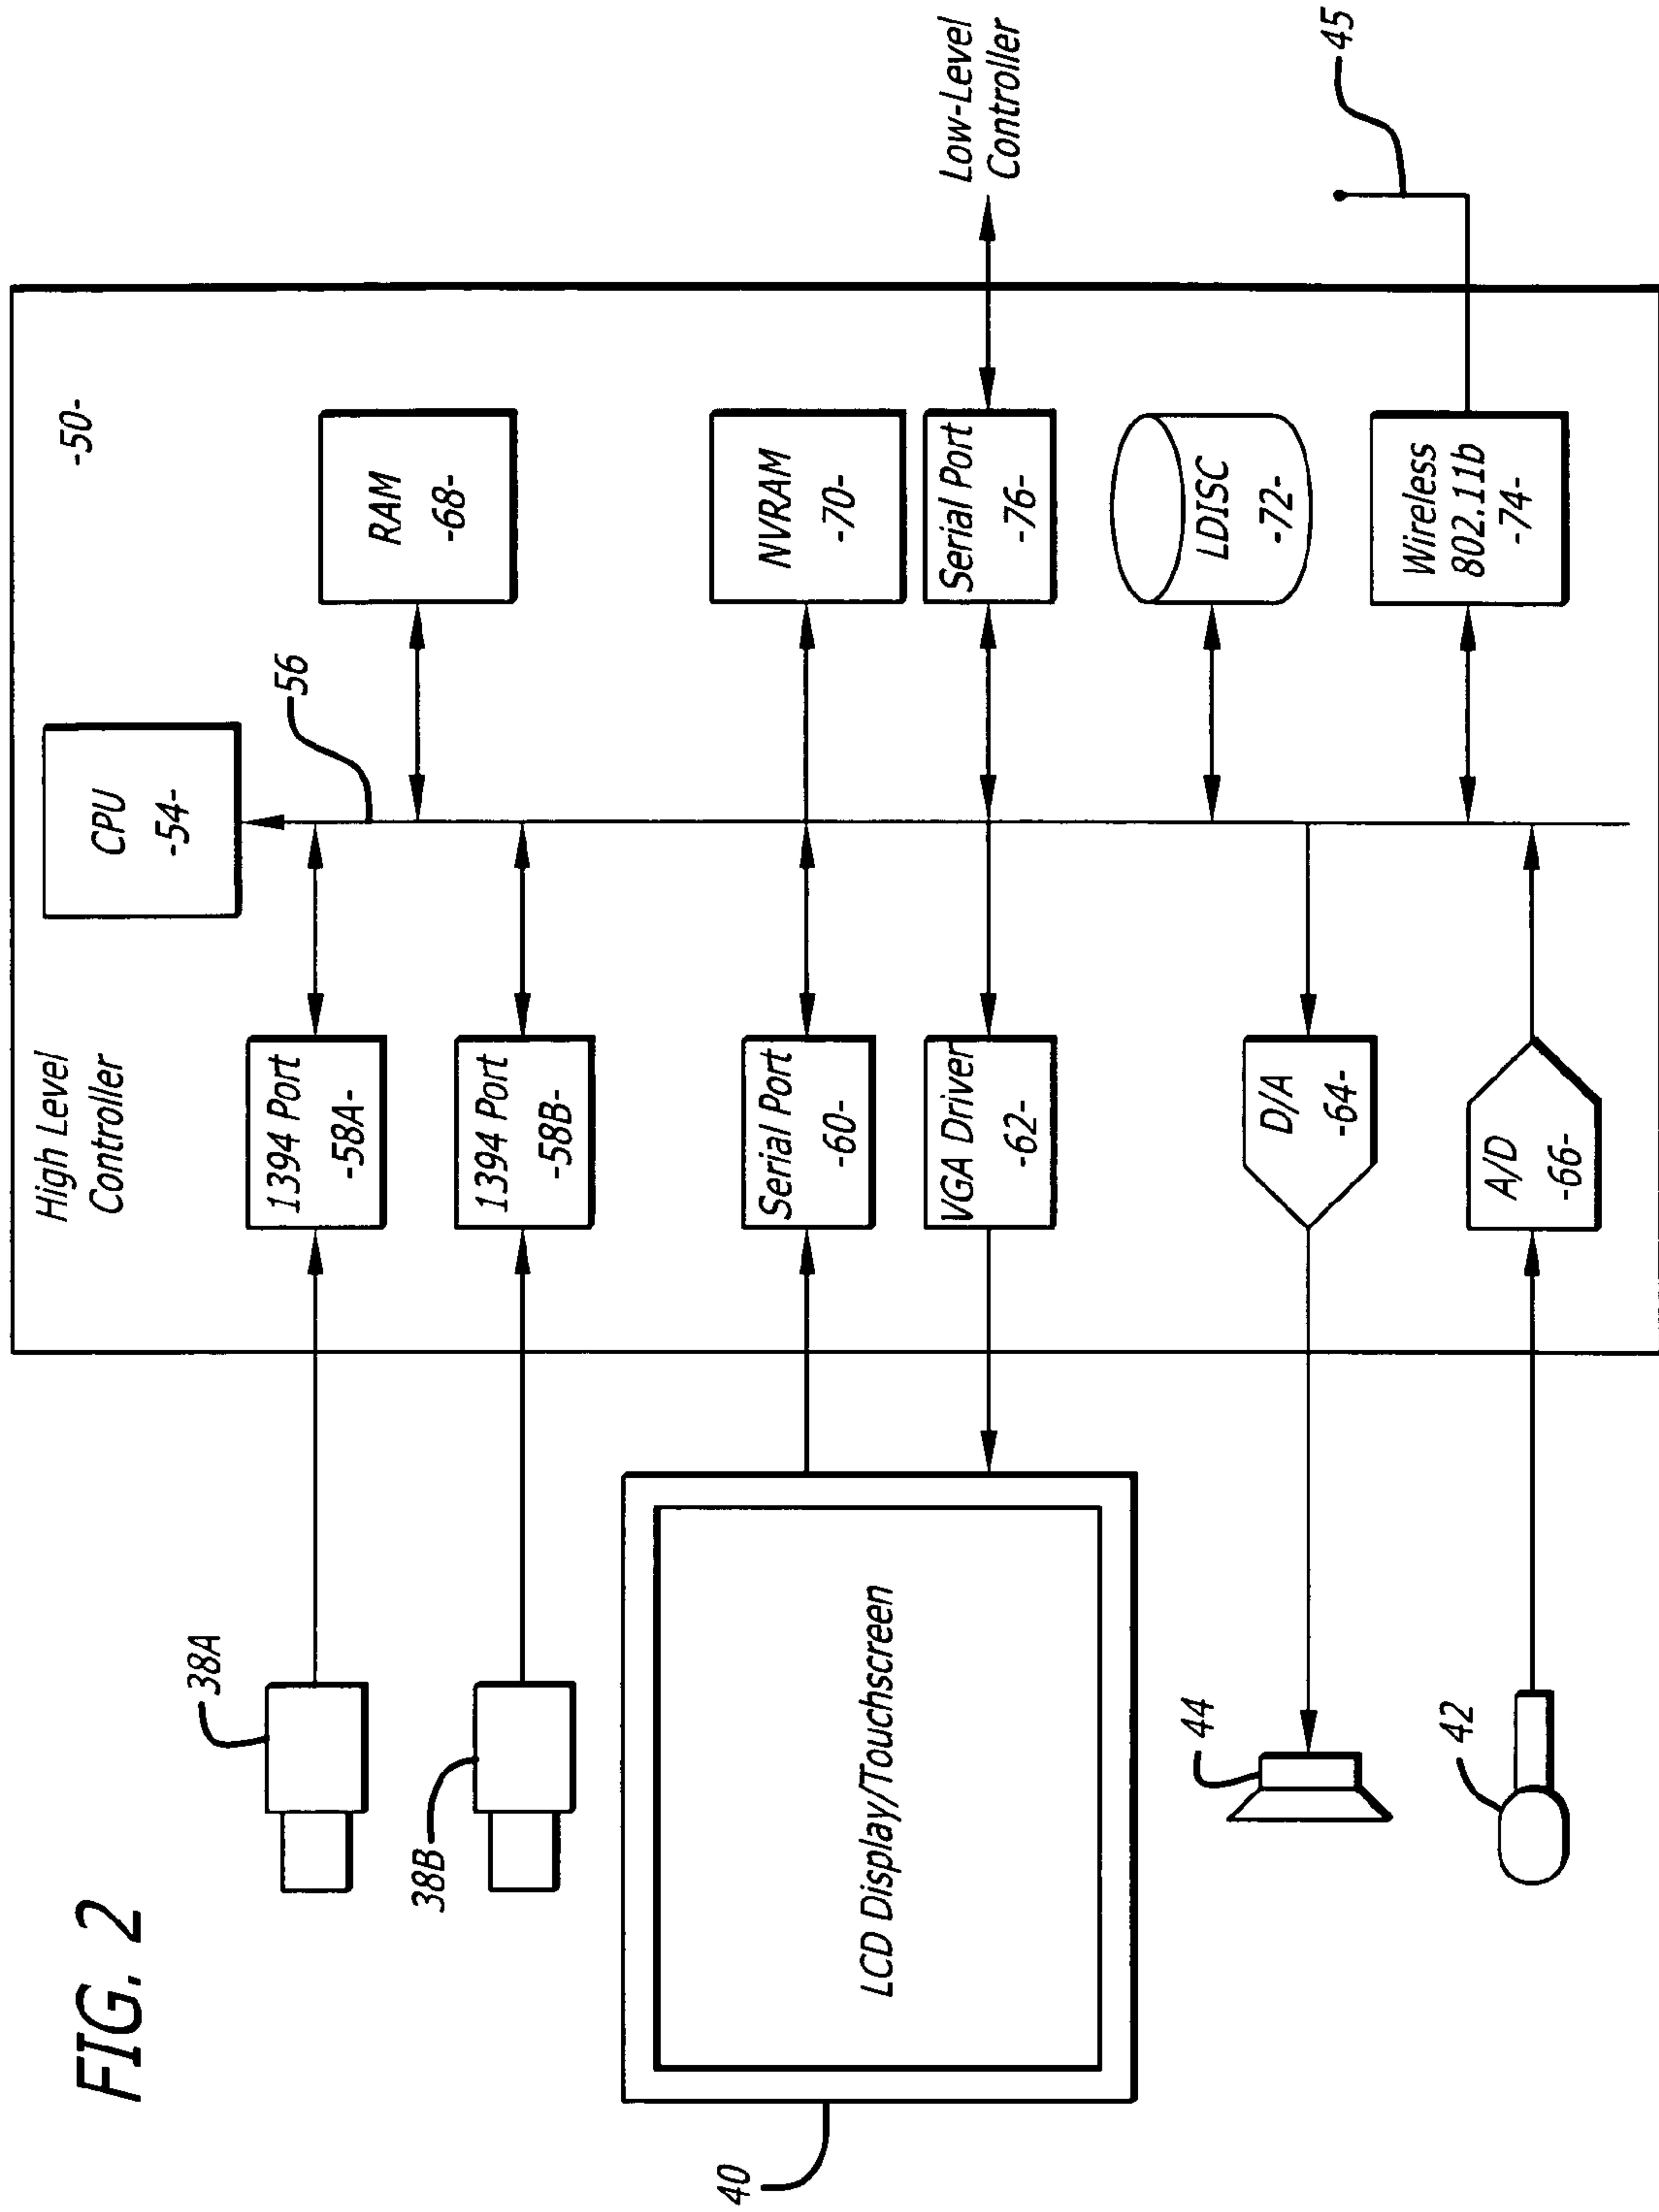 FIG. 2
High Level
Controller
-50-
CPU
-54-
56
38A
1394 Port
-58A-
RAM
-68-
38B
1394 Port
-58B-
40
LCD Display/Touchscreen
Serial Port
-60-
NVRAM
-70-
VGA Driver
-62-
Serial Port
-76-
Low-Level
Controller
LDISC
-72-
44
D/A
-64-
Wireless
802.11b
-74-
45
42
A/D
-66-